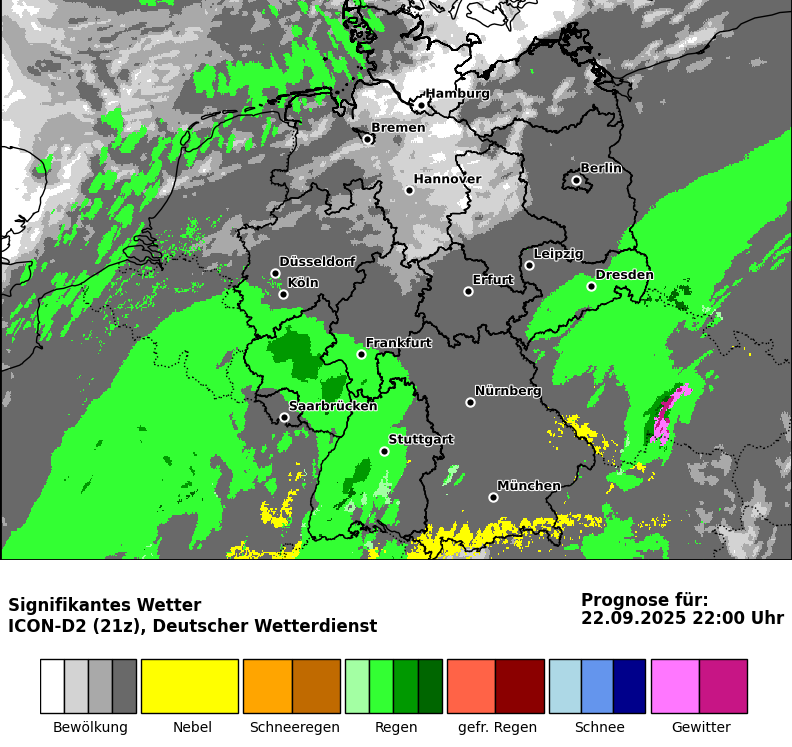 Hamburg
Bremen
Hannover
Berlin
Düsseldorf
Köln
Leipzig
Dresden
Erfurt
Frankfurt
Nürnberg
Saarbrücken
Stuttgart
München
Signifikantes Wetter
ICON-D2 (21z), Deutscher Wetterdienst
Prognose für:
22.09.2025 22:00 Uhr
Bewölkung Nebel Schneeregen Regen gefr. Regen Schnee Gewitter